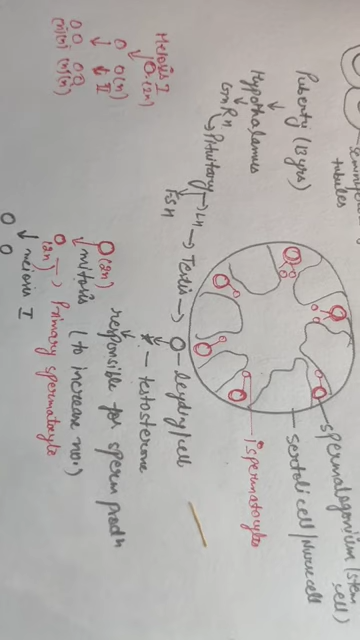 tubules
Puberty (13 yrs)
Hypothalamus
GnRH
Pituitary → LH → Testis → O – leydig cell
FSH
→ testosterone
responsible for sperm prodn
spermatogonium (stem cell)
sertoli cell/Nurse cell
1° spermatocyte
Meiosis I
O (2n)
O O (n)
II
O O O O
(n) (n) (n) (n)
O (2n)
mitosis (to increase no.s)
(2n) → Primary spermatocyte
meiosis I